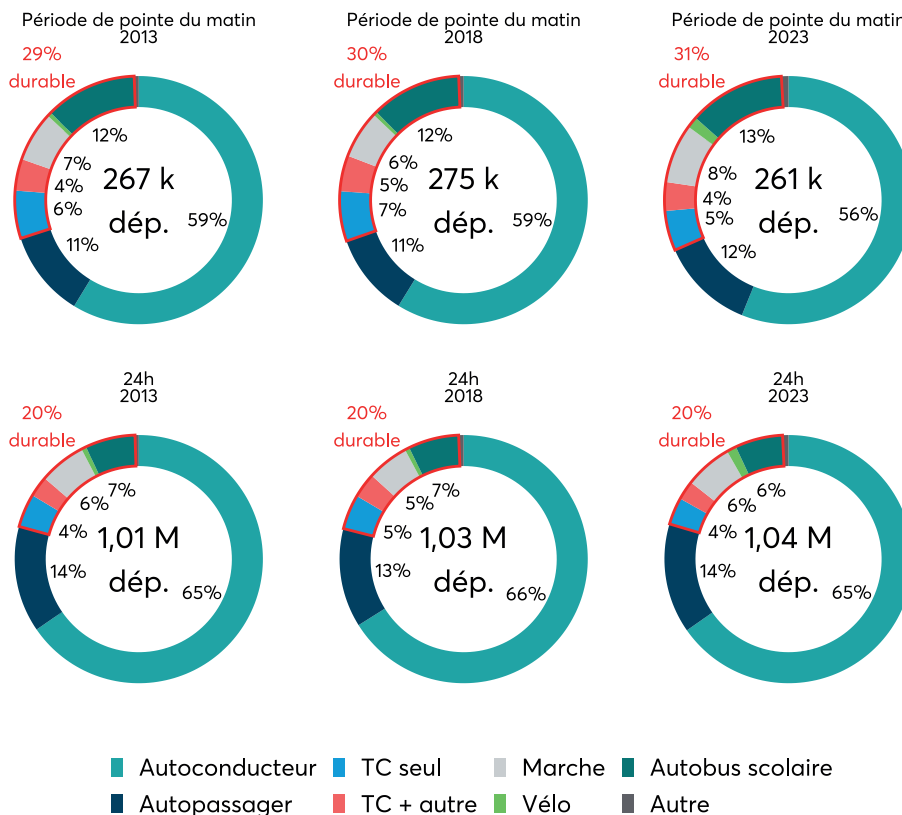 Période de pointe du matin
2013
29%
durable
12%
7%
4%
6%
11%
59%
267 k
dép.
Période de pointe du matin
2018
30%
durable
12%
6%
5%
7%
11%
59%
275 k
dép.
Période de pointe du matin
2023
31%
durable
13%
8%
4%
5%
12%
56%
261 k
dép.
24h
2013
20%
durable
7%
6%
4%
14%
65%
1,01 M
dép.
24h
2018
20%
durable
7%
5%
5%
13%
66%
1,03 M
dép.
24h
2023
20%
durable
6%
6%
4%
14%
65%
1,04 M
dép.
Autoconducteur
TC seul
Marche
Autobus scolaire
Autopassager
TC + autre
Vélo
Autre